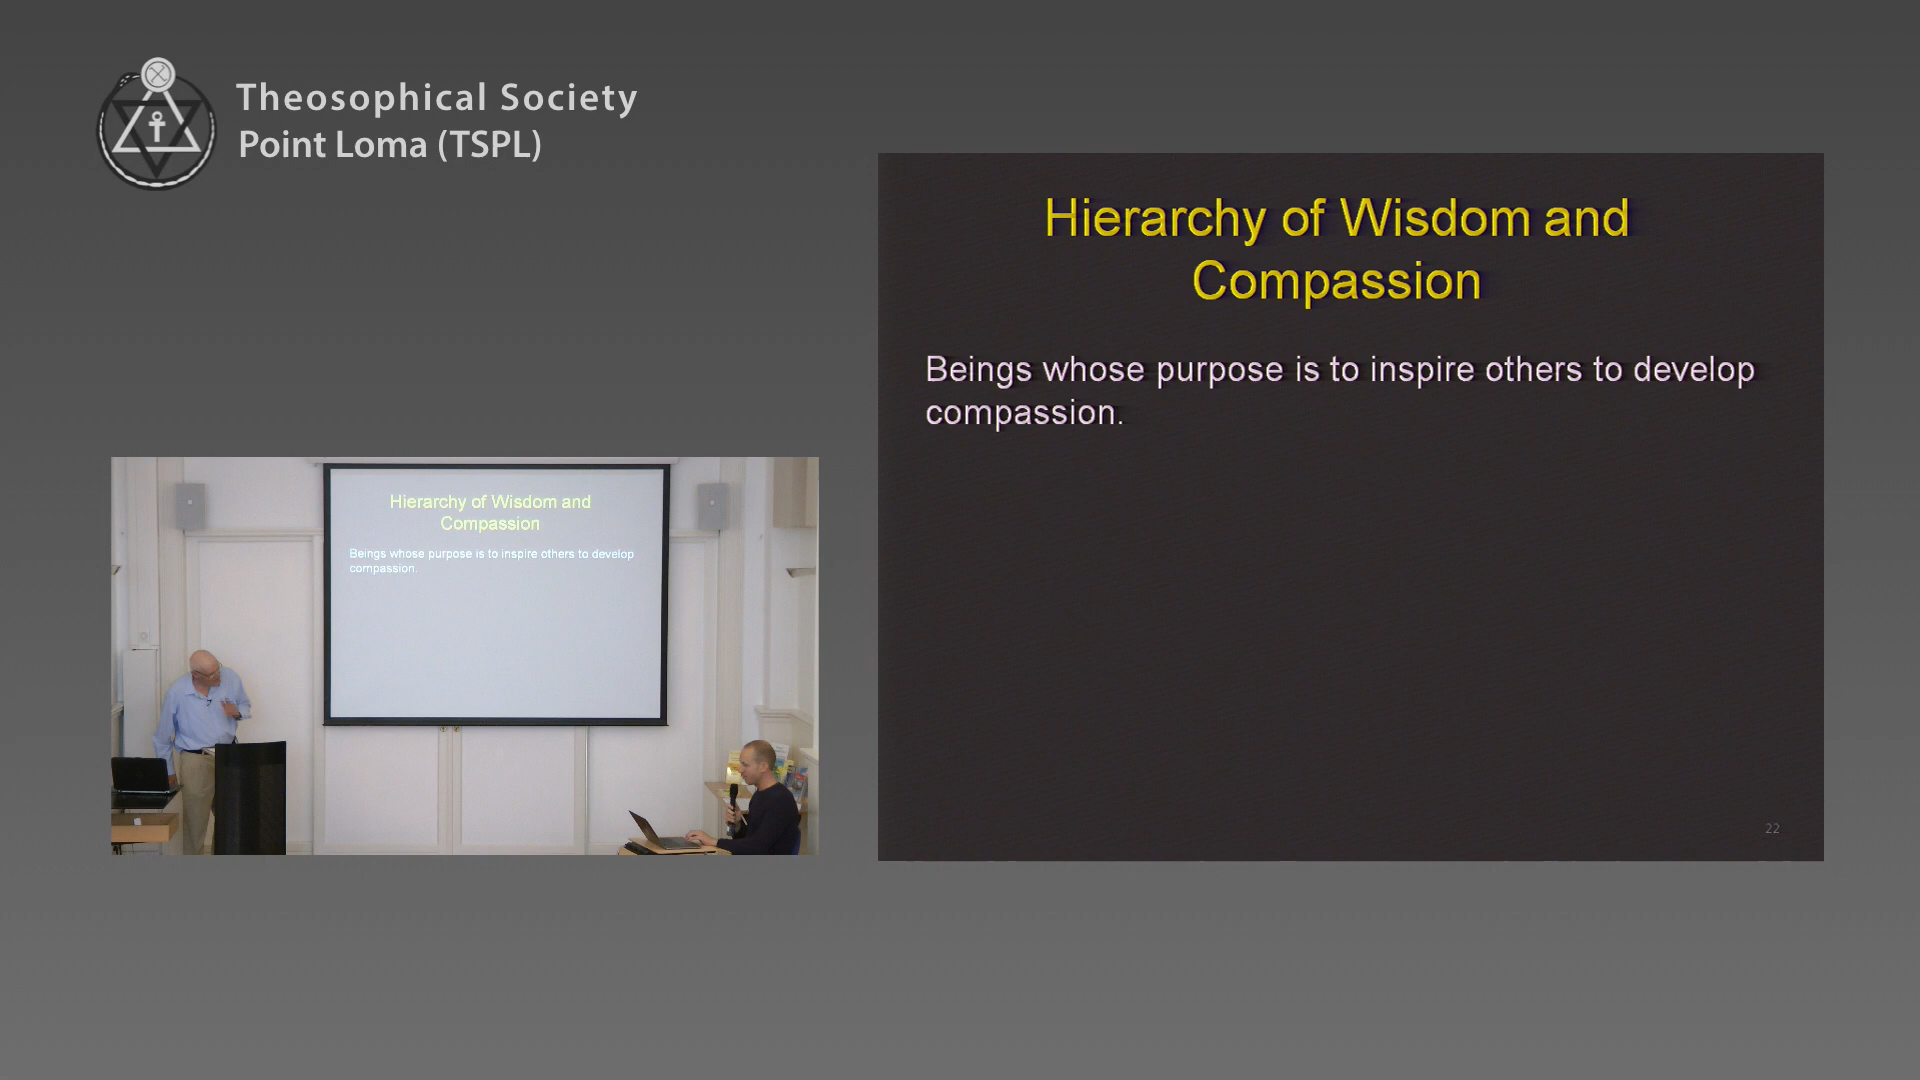 Theosophical Society
Point Loma (TSPL)
Hierarchy of Wisdom and
Compassion
Beings whose purpose is to inspire others to develop
compassion.
22
Hierarchy of Wisdom and
Compassion
Beings whose purpose is to inspire others to develop
compassion.